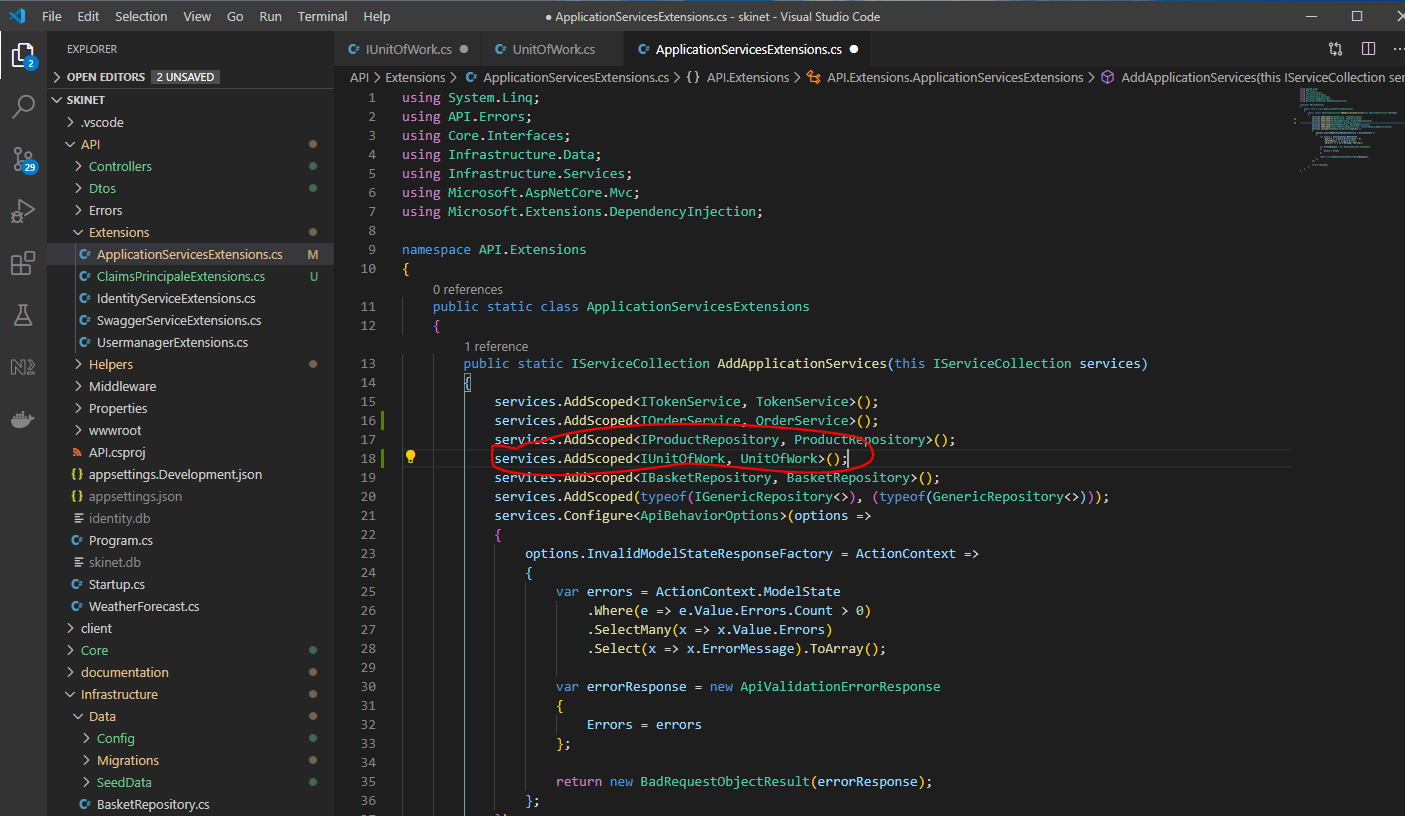 File Edit Selection View Go Run Terminal Help
● ApplicationServicesExtensions.cs - skinet - Visual Studio Code
EXPLORER
OPEN EDITORS 2 UNSAVED
SKINET
.vscode
API
Controllers
Dtos
Errors
Extensions
C# ApplicationServicesExtensions.cs M
C# ClaimsPrincipaleExtensions.cs U
C# IdentityServiceExtensions.cs
C# SwaggerServiceExtensions.cs
C# UsermanagerExtensions.cs
Helpers
Middleware
Properties
wwwroot
API.csproj
{} appsettings.Development.json
{} appsettings.json
identity.db
C# Program.cs
skinet.db
C# Startup.cs
C# WeatherForecast.cs
client
Core
documentation
Infrastructure
Data
Config
Migrations
SeedData
C# BasketRepository.cs
2
29
C# IUnitOfWork.cs ●
C# UnitOfWork.cs
C# ApplicationServicesExtensions.cs ●
API > Extensions > C# ApplicationServicesExtensions.cs > {} API.Extensions > API.Extensions.ApplicationServicesExtensions > AddApplicationServices(this IServiceCollection ser
1 using System.Linq;
2 using API.Errors;
3 using Core.Interfaces;
4 using Infrastructure.Data;
5 using Infrastructure.Services;
6 using Microsoft.AspNetCore.Mvc;
7 using Microsoft.Extensions.DependencyInjection;
8
9 namespace API.Extensions
10 {
0 references
11 public static class ApplicationServicesExtensions
12 {
1 reference
13 public static IServiceCollection AddApplicationServices(this IServiceCollection services)
14 {
15 services.AddScoped<ITokenService, TokenService>();
16 services.AddScoped<IOrderService, OrderService>();
17 services.AddScoped<IProductRepository, ProductRepository>();
18 services.AddScoped<IUnitOfWork, UnitOfWork>();
19 services.AddScoped<IBasketRepository, BasketRepository>();
20 services.AddScoped(typeof(IGenericRepository<>), (typeof(GenericRepository<>)));
21 services.Configure<ApiBehaviorOptions>(options =>
22 {
23 options.InvalidModelStateResponseFactory = ActionContext =>
24 {
25 var errors = ActionContext.ModelState
26 .Where(e => e.Value.Errors.Count > 0)
27 .SelectMany(x => x.Value.Errors)
28 .Select(x => x.ErrorMessage).ToArray();
29
30 var errorResponse = new ApiValidationErrorResponse
31 {
32 Errors = errors
33 };
34
35 return new BadRequestObjectResult(errorResponse);
36 };